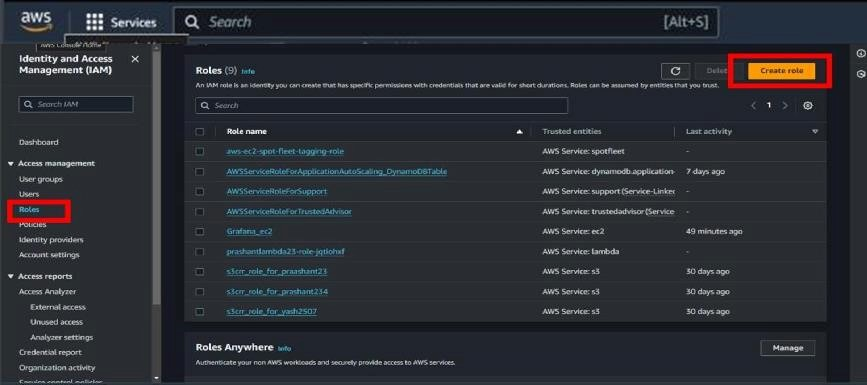 aws
Services
Search
[Alt+S]
AWS Console Home
Identity and Access
Management (IAM)
Search IAM
Dashboard
Access management
User groups
Users
Roles
Policies
Identity providers
Account settings
Access reports
Access Analyzer
External access
Unused access
Analyzer settings
Credential report
Organization activity
Service control policies
Roles (9) Info
Delet
Create role
An IAM role is an identity you can create that has specific permissions with credentials that are valid for short durations. Roles can be assumed by entities that you trust.
Search
1
Role name Trusted entities Last activity
aws-ec2-spot-fleet-tagging-role AWS Service: spotfleet -
AWSServiceRoleForApplicationAutoScaling_DynamoDBTable AWS Service: dynamodb.application- 7 days ago
AWSServiceRoleForSupport AWS Service: support (Service-Linked -
AWSServiceRoleForTrustedAdvisor AWS Service: trustedadvisor (Service -
Grafana_ec2 AWS Service: ec2 49 minutes ago
prashantlambda23-role-jqtiohxf AWS Service: lambda -
s3crr_role_for_praashant23 AWS Service: s3 30 days ago
s3crr_role_for_prashant234 AWS Service: s3 30 days ago
s3crr_role_for_yash2507 AWS Service: s3 30 days ago
Roles Anywhere Info
Manage
Authenticate your non AWS workloads and securely provide access to AWS services.